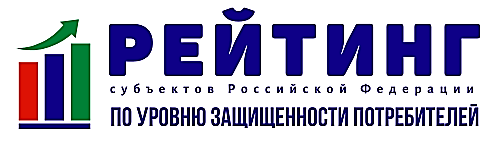 РЕЙТИНГ
субъектов Российской Федерации
ПО УРОВНЮ ЗАЩИЩЕННОСТИ ПОТРЕБИТЕЛЕЙ